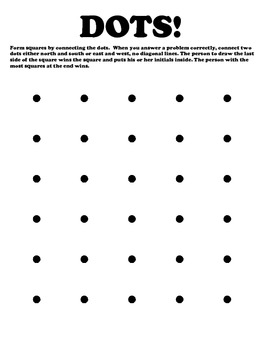 DOTS!
Form squares by connecting the dots. When you answer a problem correctly, connect two
dots either north and south or east and west, no diagonal lines. The person to draw the last
side of the square wins the square and puts his or her initials inside. The person with the
most squares at the end wins.